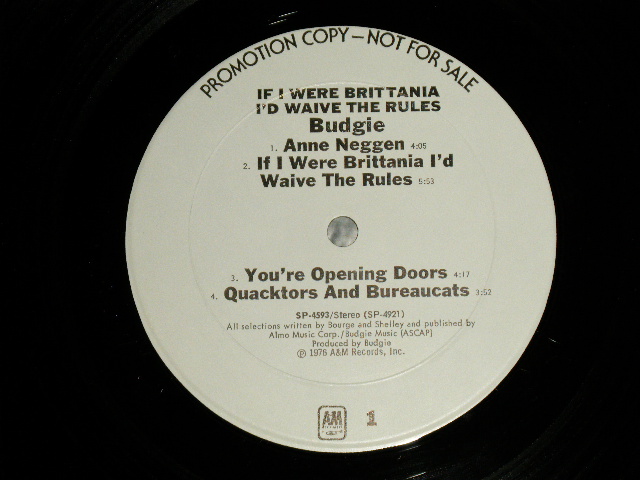 PROMOTION COPY—NOT FOR SALE
IF I WERE BRITTANIA
I'D WAIVE THE RULES
Budgie
1. Anne Neggen 4:05
2. If I Were Brittania I'd
Waive The Rules 5:53
3. You're Opening Doors 4:17
4. Quacktors And Bureaucats 3:52
SP-4593/Stereo (SP-4921)
All selections written by Bourge and Shelley and published by
Almo Music Corp./Budgie Music (ASCAP)
Produced by Budgie
℗ 1976 A&M Records, Inc.
AM
1